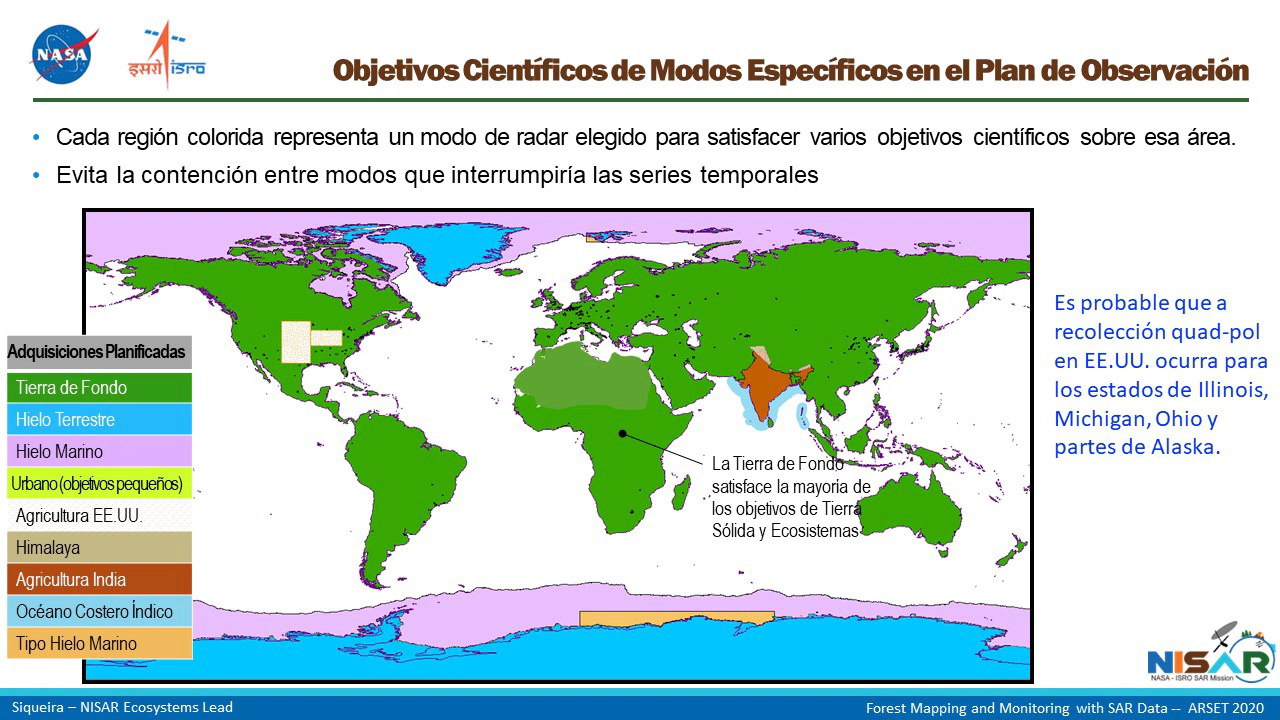 NASA
इसरो isro
Objetivos Científicos de Modos Específicos en el Plan de Observación
• Cada región colorida representa un modo de radar elegido para satisfacer varios objetivos científicos sobre esa área.
• Evita la contención entre modos que interrumpiría las series temporales
Adquisiciones Planificadas
Tierra de Fondo
Hielo Terrestre
Hielo Marino
Urbano (objetivos pequeños)
Agricultura EE.UU.
Himalaya
Agricultura India
Océano Costero Índico
Tipo Hielo Marino
La Tierra de Fondo
satisface la mayoría de
los objetivos de Tierra
Sólida y Ecosistemas
Es probable que a
recolección quad-pol
en EE.UU. ocurra para
los estados de Illinois,
Michigan, Ohio y
partes de Alaska.
NISAR
NASA - ISRO SAR Mission
Siqueira – NISAR Ecosystems Lead
Forest Mapping and Monitoring with SAR Data -- ARSET 2020